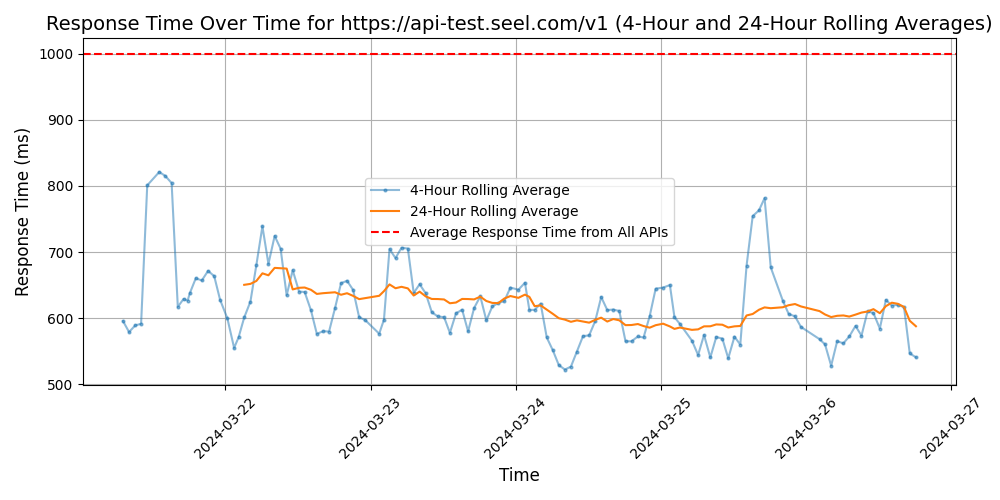 Response Time Over Time for https://api-test.seel.com/v1 (4-Hour and 24-Hour Rolling Averages)
Response Time (ms)
1000
900
800
700
600
500
4-Hour Rolling Average
24-Hour Rolling Average
Average Response Time from All APIs
2024-03-22
2024-03-23
2024-03-24
2024-03-25
2024-03-26
2024-03-27
Time